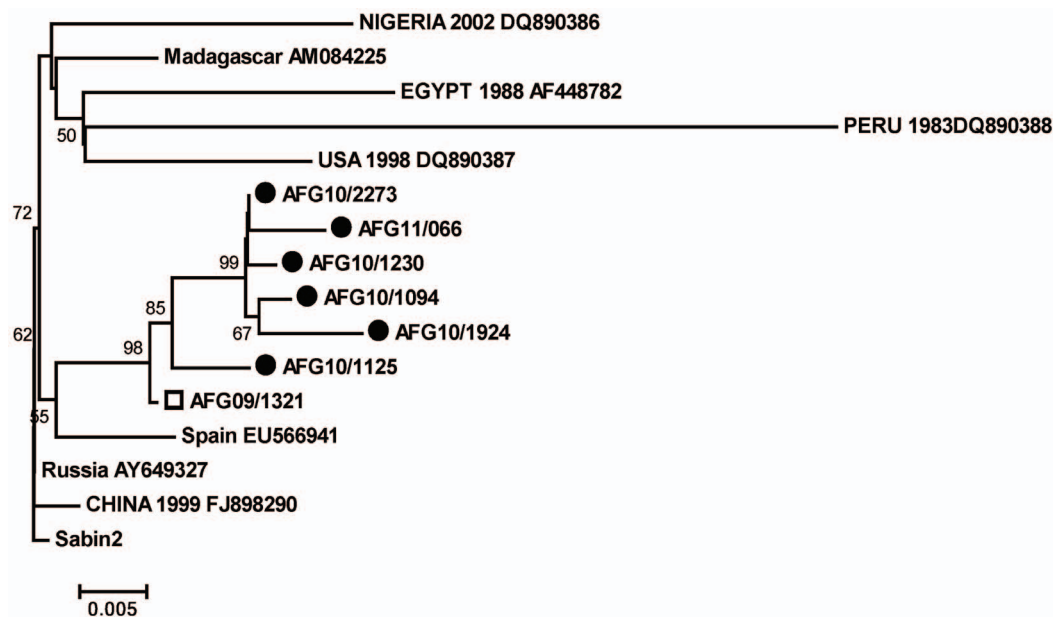 NIGERIA 2002 DQ890386
Madagascar AM084225
EGYPT 1988 AF448782
PERU 1983DQ890388
50
USA 1998 DQ890387
AFG10/2273
72
AFG11/066
99
AFG10/1230
AFG10/1094
85
67
AFG10/1924
62
98
AFG10/1125
AFG09/1321
55
Spain EU566941
Russia AY649327
CHINA 1999 FJ898290
Sabin2
0.005